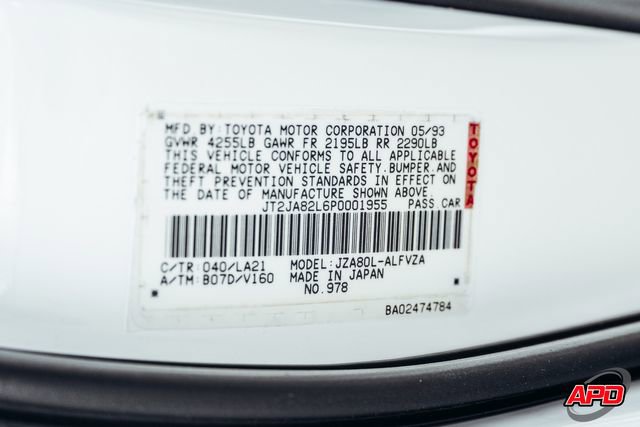 MFD. BY:TOYOTA MOTOR CORPORATION 05/93
GVWR 4255LB GAWR FR 2195LB RR 2290LB
THIS VEHICLE CONFORMS TO ALL APPLICABLE
FEDERAL MOTOR VEHICLE SAFETY,BUMPER,AND
THEFT PREVENTION STANDARDS IN EFFECT ON
THE DATE OF MANUFACTURE SHOWN ABOVE.
JT2JA82L6P0001955 PASS.CAR
TOYOTA
C/TR:040/LA21 MODEL:JZA80L-ALFVZA
A/TM:B07D/V160 MADE IN JAPAN
NO.978
BA02474784
APD